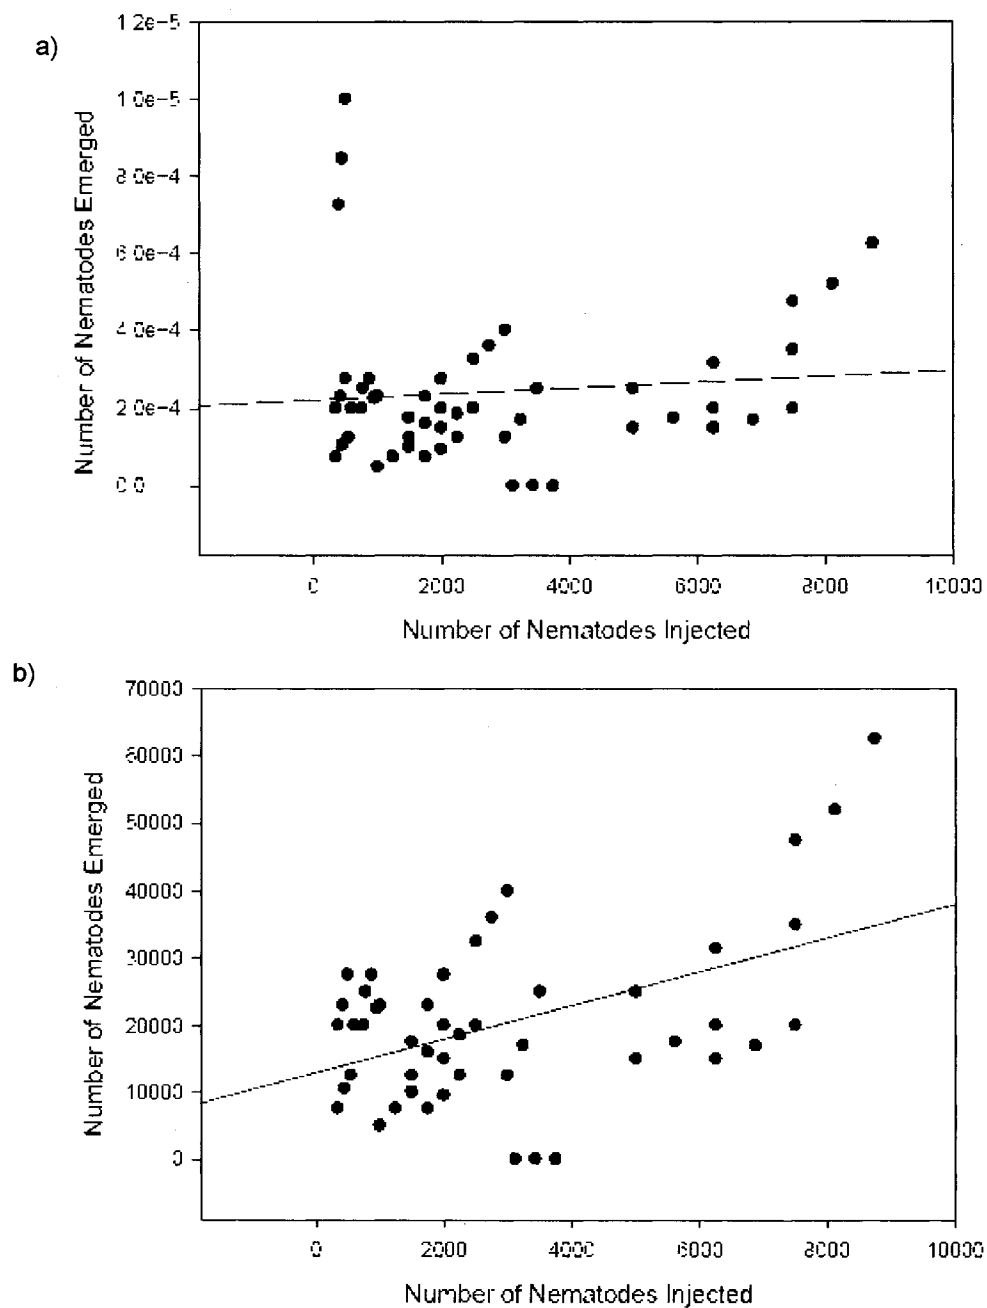 a)
Number of Nematodes Emerged
1 2e-5
1 0e-5
8 0e-4
6 0e-4
4 0e-4
2 0e-4
0 0
0
2000
4000
6000
8000
10000
Number of Nematodes Injected
b)
Number of Nematodes Emerged
70000
60000
50000
40000
30000
20000
10000
0
0
2000
4000
6000
8000
10000
Number of Nematodes Injected